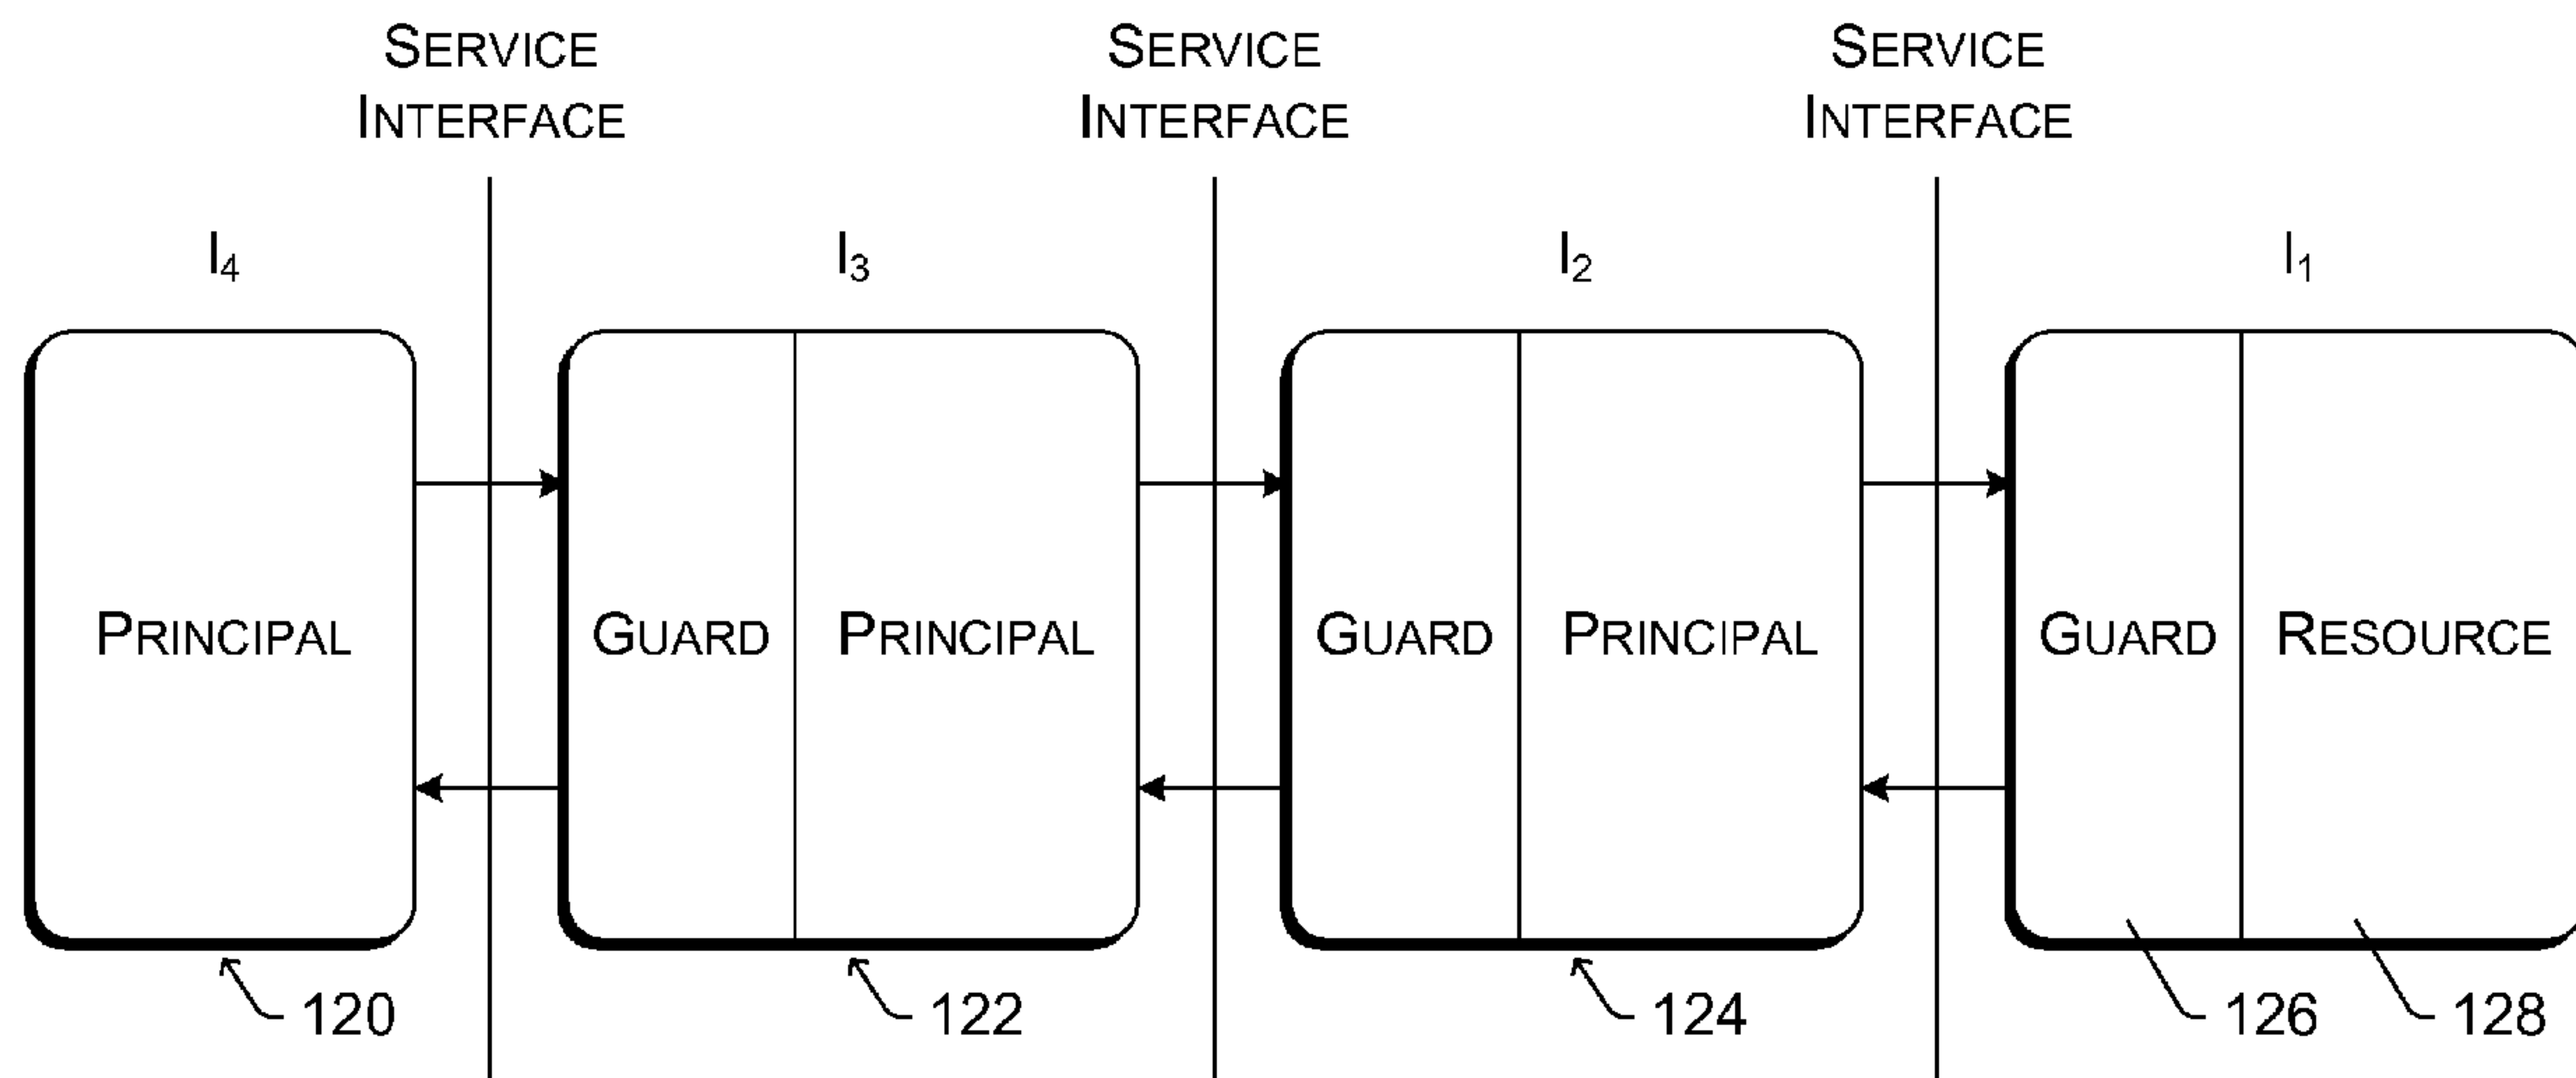 SERVICE
INTERFACE
SERVICE
INTERFACE
SERVICE
INTERFACE
I4
I3
I2
I1
PRINCIPAL
GUARD
PRINCIPAL
GUARD
PRINCIPAL
GUARD
RESOURCE
120
122
124
126
128